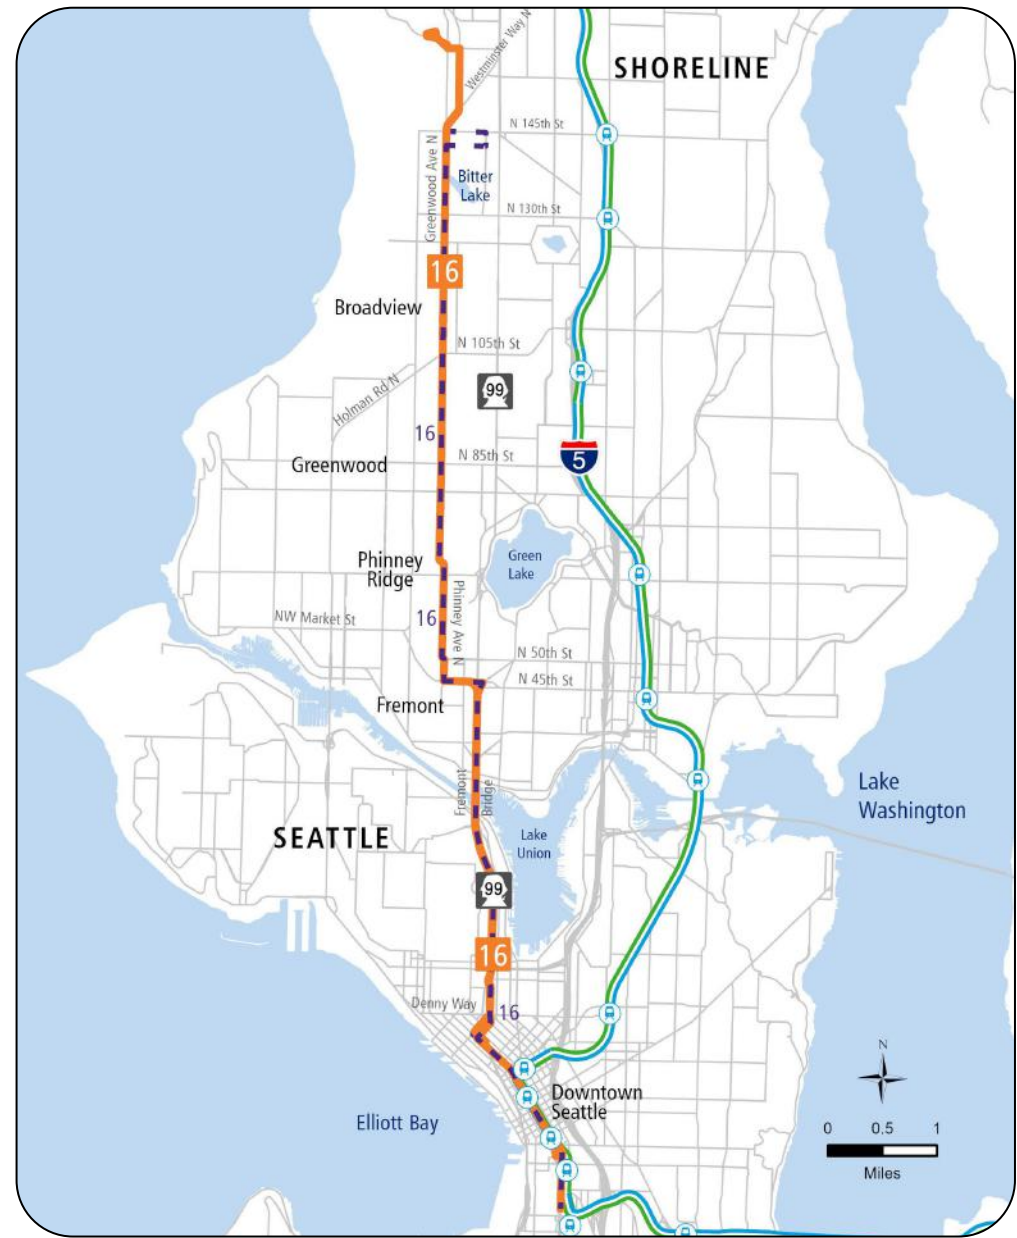 Westminster Way N
SHORELINE
N 145th St
Greenwood Ave N
Bitter
Lake
N 130th St
16
Broadview
N 105th St
99
Holman Rd N
16
Greenwood
N 85th St
5
Phinney
Ridge
Green
Lake
16
Phinney Ave N
NW Market St
N 50th St
N 45th St
Fremont
Fremont
Bridge
Lake
Washington
SEATTLE
Lake
Union
99
16
Denny Way
16
N
Downtown
Seattle
Elliott Bay
0 0.5 1
Miles